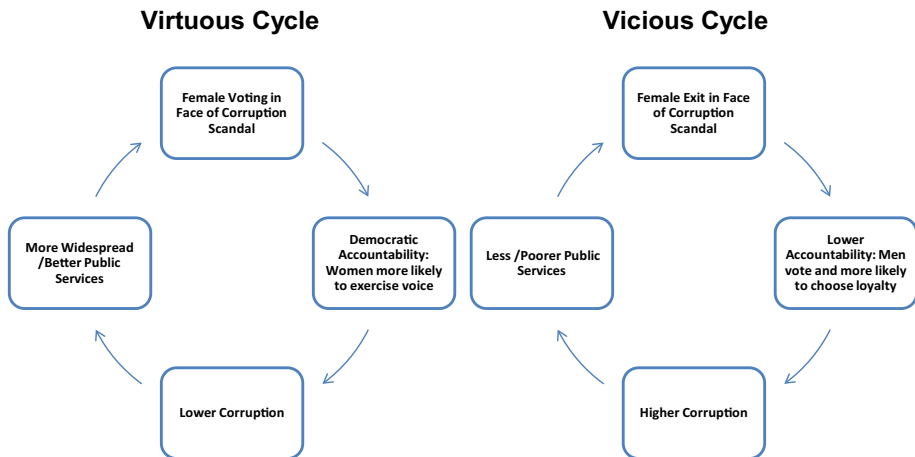 Virtuous Cycle
Female Voting in
Face of Corruption
Scandal
Democratic
Accountability:
Women more likely
to exercise voice
Lower Corruption
More Widespread
/Better Public
Services
Vicious Cycle
Female Exit in Face
of Corruption
Scandal
Lower
Accountability: Men
vote and more likely
to choose loyalty
Higher Corruption
Less /Poorer Public
Services